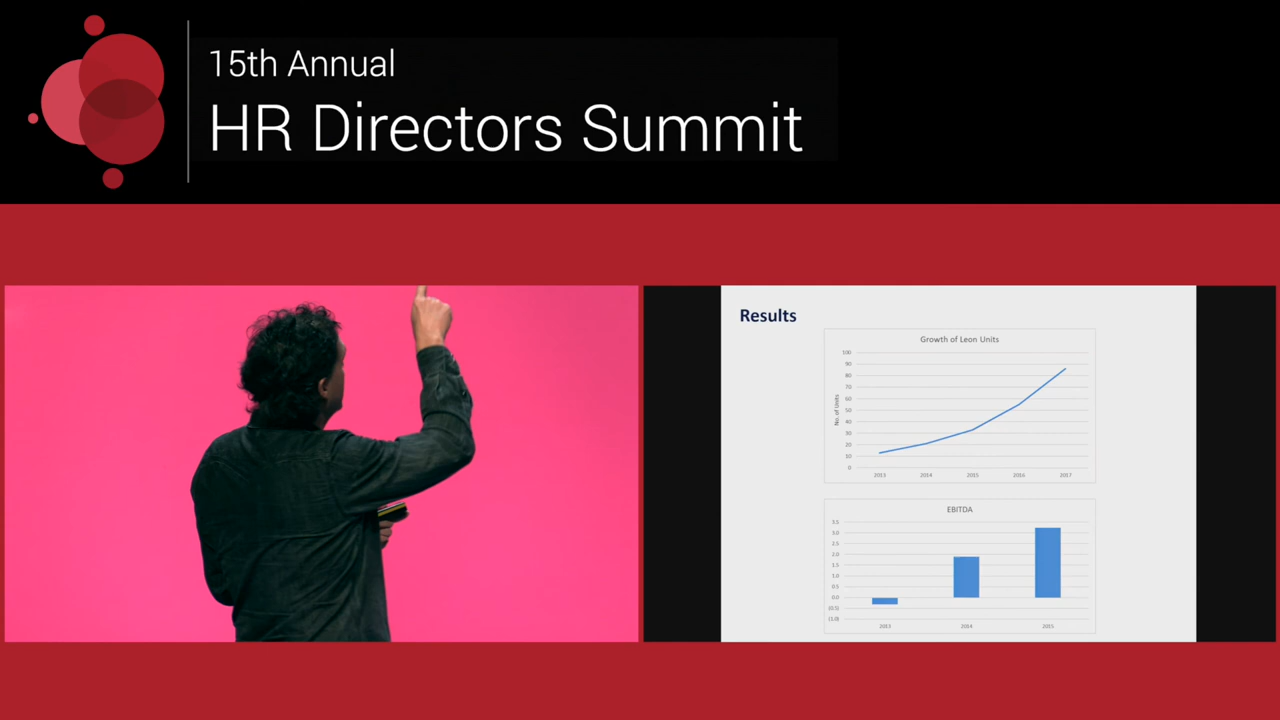 15th Annual
HR Directors Summit
Results
Growth of Leon Units
100
90
80
70
60
50
40
30
20
10
0
No. of Units
2013 2014 2015 2016 2017
EBITDA
3.5
3.0
2.5
2.0
1.5
1.0
0.5
0.0
(0.5)
(1.0)
2013 2014 2015